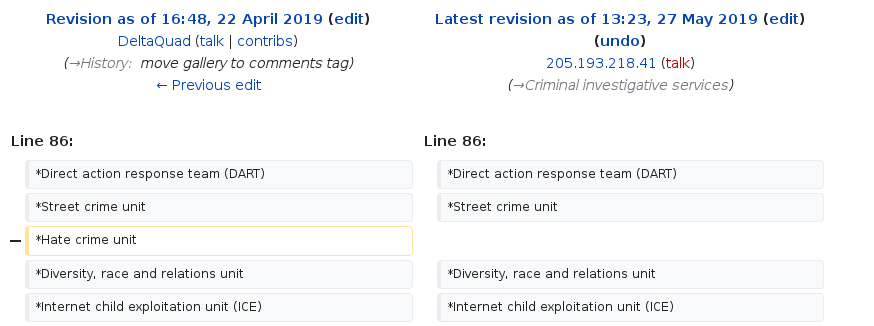 Revision as of 16:48, 22 April 2019 (edit)
DeltaQuad (talk | contribs)
(→History: move gallery to comments tag)
← Previous edit
Latest revision as of 13:23, 27 May 2019 (edit)
(undo)
205.193.218.41 (talk)
(→Criminal investigative services)
Line 86:
Line 86:
*Direct action response team (DART)
*Direct action response team (DART)
*Street crime unit
*Street crime unit
− *Hate crime unit
*Diversity, race and relations unit
*Diversity, race and relations unit
*Internet child exploitation unit (ICE)
*Internet child exploitation unit (ICE)